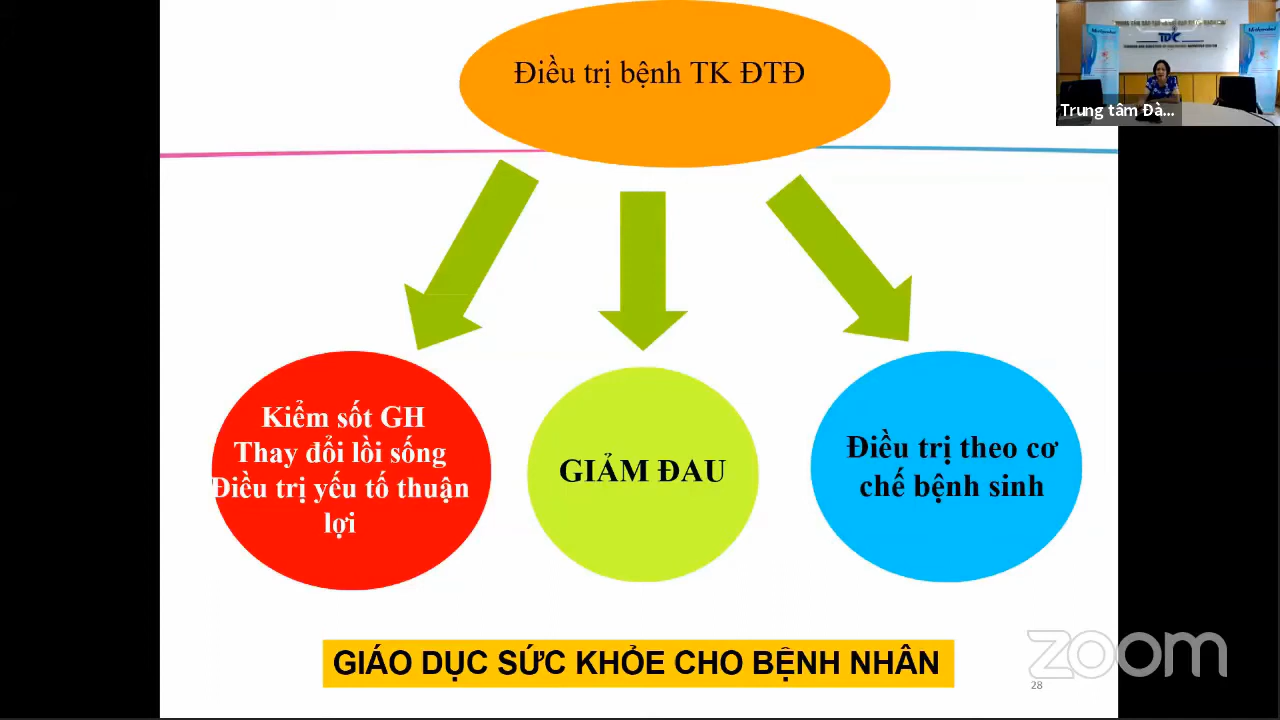 Điều trị bệnh TK ĐTĐ
TDC
Trung tâm Đà...
Kiểm sốt GH
Thay đổi lồi sống
Điều trị yếu tố thuận
lợi
GIẢM ĐAU
Điều trị theo cơ
chế bệnh sinh
GIÁO DỤC SỨC KHỎE CHO BỆNH NHÂN
zoom
28